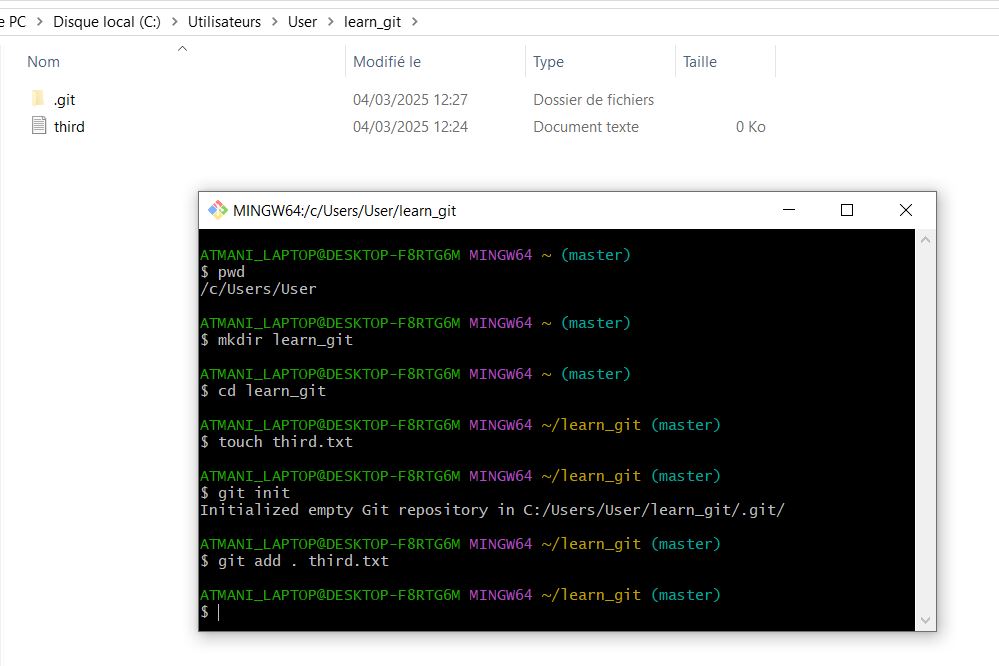 e PC > Disque local (C:) > Utilisateurs > User > learn_git >
Nom Modifié le Type Taille
.git 04/03/2025 12:27 Dossier de fichiers
third 04/03/2025 12:24 Document texte 0 Ko
MINGW64:/c/Users/User/learn_git
ATMANI_LAPTOP@DESKTOP-F8RTG6M MINGW64 ~ (master)
$ pwd
/c/Users/User
ATMANI_LAPTOP@DESKTOP-F8RTG6M MINGW64 ~ (master)
$ mkdir learn_git
ATMANI_LAPTOP@DESKTOP-F8RTG6M MINGW64 ~ (master)
$ cd learn_git
ATMANI_LAPTOP@DESKTOP-F8RTG6M MINGW64 ~/learn_git (master)
$ touch third.txt
ATMANI_LAPTOP@DESKTOP-F8RTG6M MINGW64 ~/learn_git (master)
$ git init
Initialized empty Git repository in C:/Users/User/learn_git/.git/
ATMANI_LAPTOP@DESKTOP-F8RTG6M MINGW64 ~/learn_git (master)
$ git add . third.txt
ATMANI_LAPTOP@DESKTOP-F8RTG6M MINGW64 ~/learn_git (master)
$